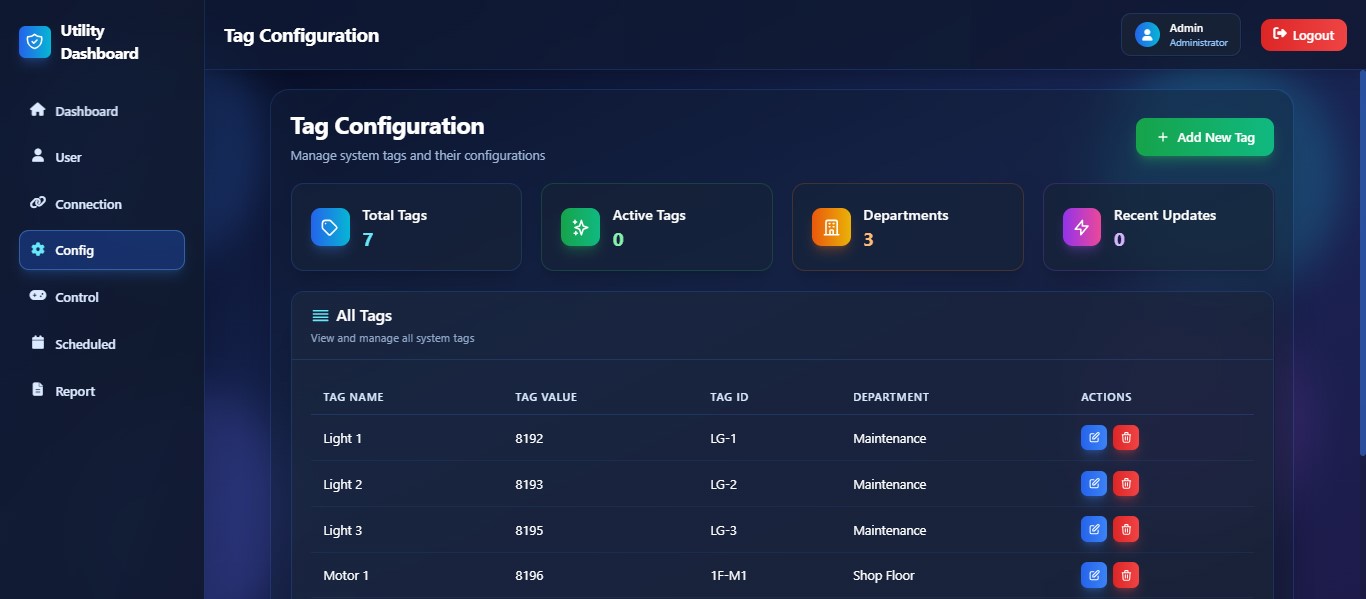 Utility
Dashboard
Tag Configuration
Admin
Administrator
Logout
Dashboard
User
Connection
Config
Control
Scheduled
Report
Tag Configuration
Manage system tags and their configurations
+ Add New Tag
Total Tags
7
Active Tags
0
Departments
3
Recent Updates
0
All Tags
View and manage all system tags
TAG NAME TAG VALUE TAG ID DEPARTMENT ACTIONS
Light 1 8192 LG-1 Maintenance
Light 2 8193 LG-2 Maintenance
Light 3 8195 LG-3 Maintenance
Motor 1 8196 1F-M1 Shop Floor